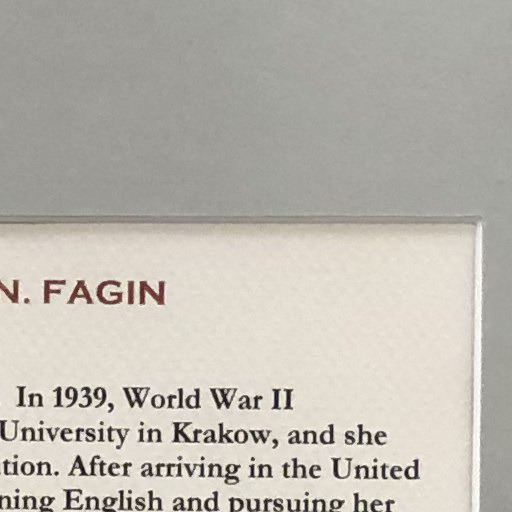 N. FAGIN
In 1939, World War II
University in Krakow, and she
tion. After arriving in the United
ning English and pursuing her